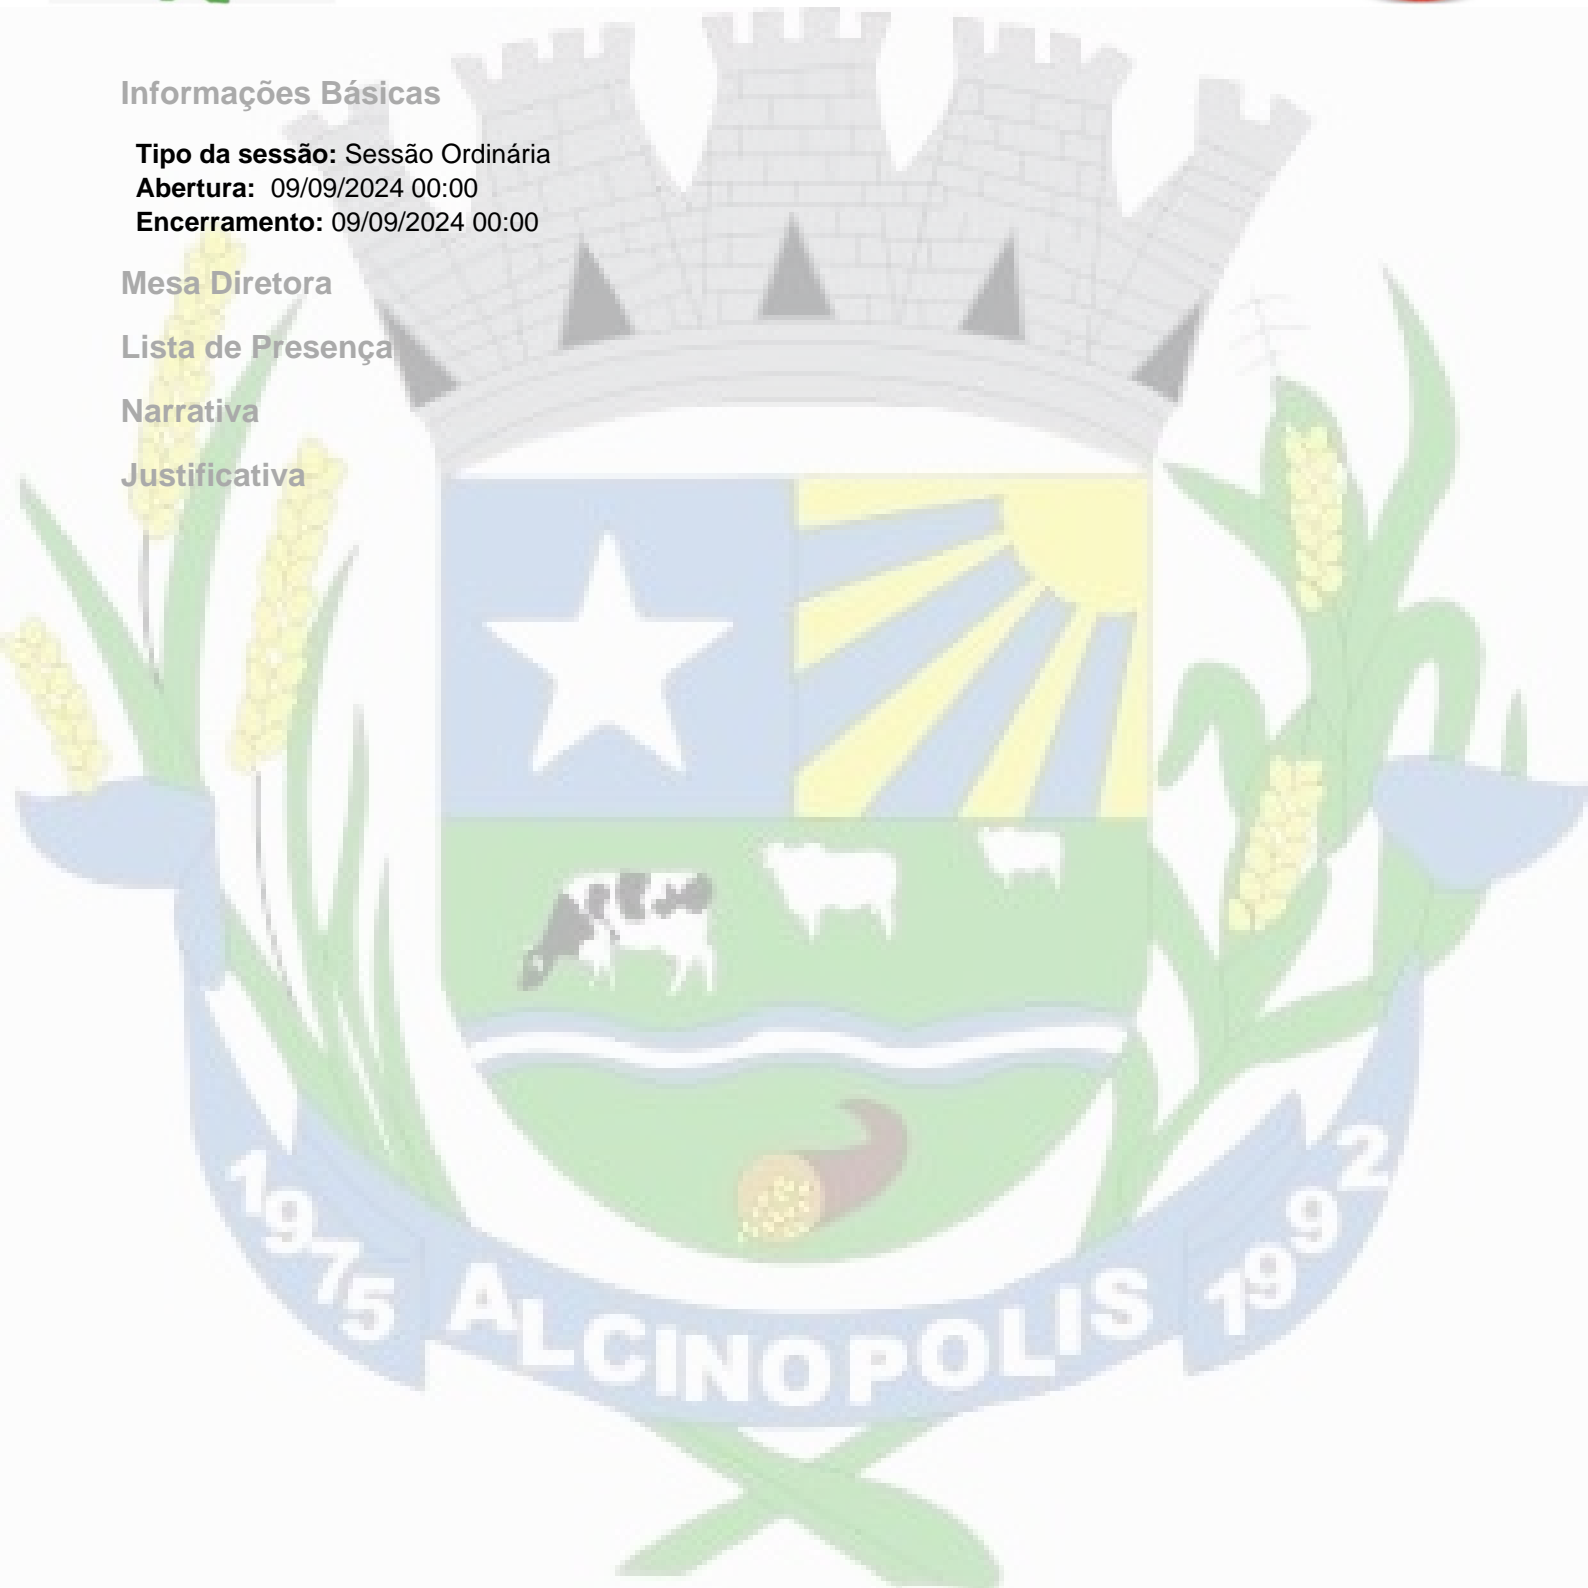 Informações Básicas
Tipo da sessão: Sessão Ordinária
Abertura: 09/09/2024 00:00
Encerramento: 09/09/2024 00:00
Mesa Diretora
Lista de Presença
Narrativa
Justificativa
1975 ALCINOPOLIS 1992